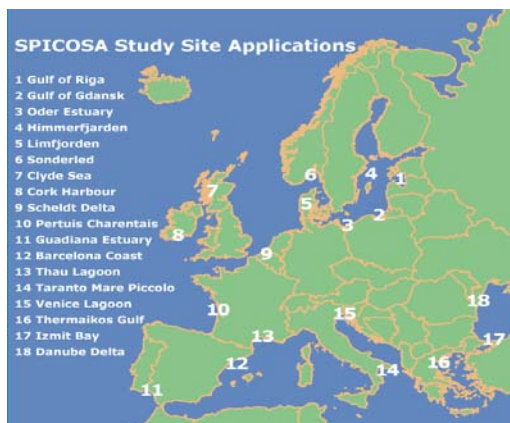 SPICOSA Study Site Applications
1 Gulf of Riga
2 Gulf of Gdansk
3 Oder Estuary
4 Himmerfjarden
5 Limfjorden
6 Sonderled
7 Clyde Sea
8 Cork Harbour
9 Scheldt Delta
10 Pertuis Charentais
11 Guadiana Estuary
12 Barcelona Coast
13 Thau Lagoon
14 Taranto Mare Piccolo
15 Venice Lagoon
16 Thermaikos Gulf
17 Izmit Bay
18 Danube Delta
6
4
1
7
5
3
2
8
9
10
15
18
13
17
12
14
16
11